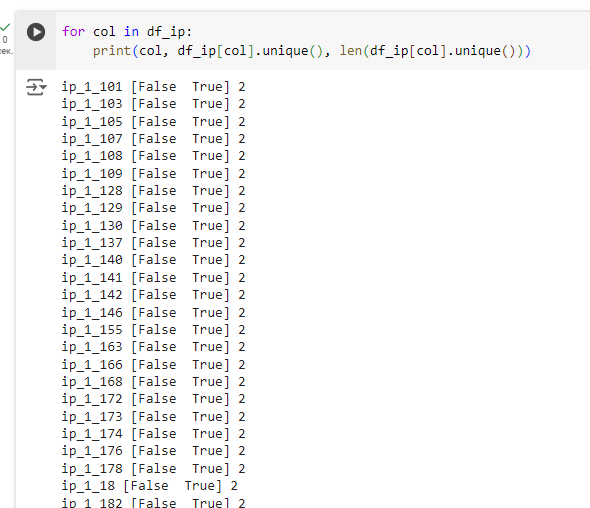 0
сек.
for col in df_ip:
    print(col, df_ip[col].unique(), len(df_ip[col].unique()))
ip_1_101 [False  True] 2
ip_1_103 [False  True] 2
ip_1_105 [False  True] 2
ip_1_107 [False  True] 2
ip_1_108 [False  True] 2
ip_1_109 [False  True] 2
ip_1_128 [False  True] 2
ip_1_129 [False  True] 2
ip_1_130 [False  True] 2
ip_1_137 [False  True] 2
ip_1_140 [False  True] 2
ip_1_141 [False  True] 2
ip_1_142 [False  True] 2
ip_1_146 [False  True] 2
ip_1_155 [False  True] 2
ip_1_163 [False  True] 2
ip_1_166 [False  True] 2
ip_1_168 [False  True] 2
ip_1_172 [False  True] 2
ip_1_173 [False  True] 2
ip_1_174 [False  True] 2
ip_1_176 [False  True] 2
ip_1_178 [False  True] 2
ip_1_18 [False  True] 2
ip_1_182 [False  True] 2